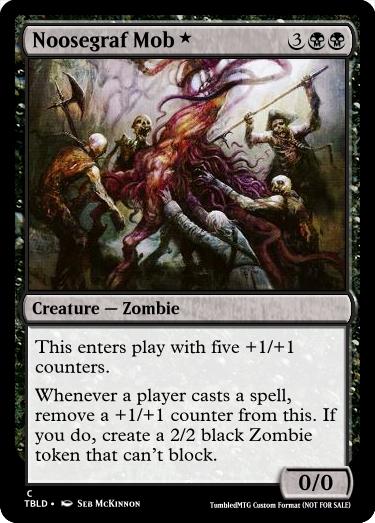 Noosegraf Mob ★ 3
Creature — Zombie
This enters play with five +1/+1
counters.
Whenever a player casts a spell,
remove a +1/+1 counter from this. If
you do, create a 2/2 black Zombie
token that can't block.
0/0
C
TBLD • Seb McKinnon
TumbledMTG Custom Format (NOT FOR SALE)